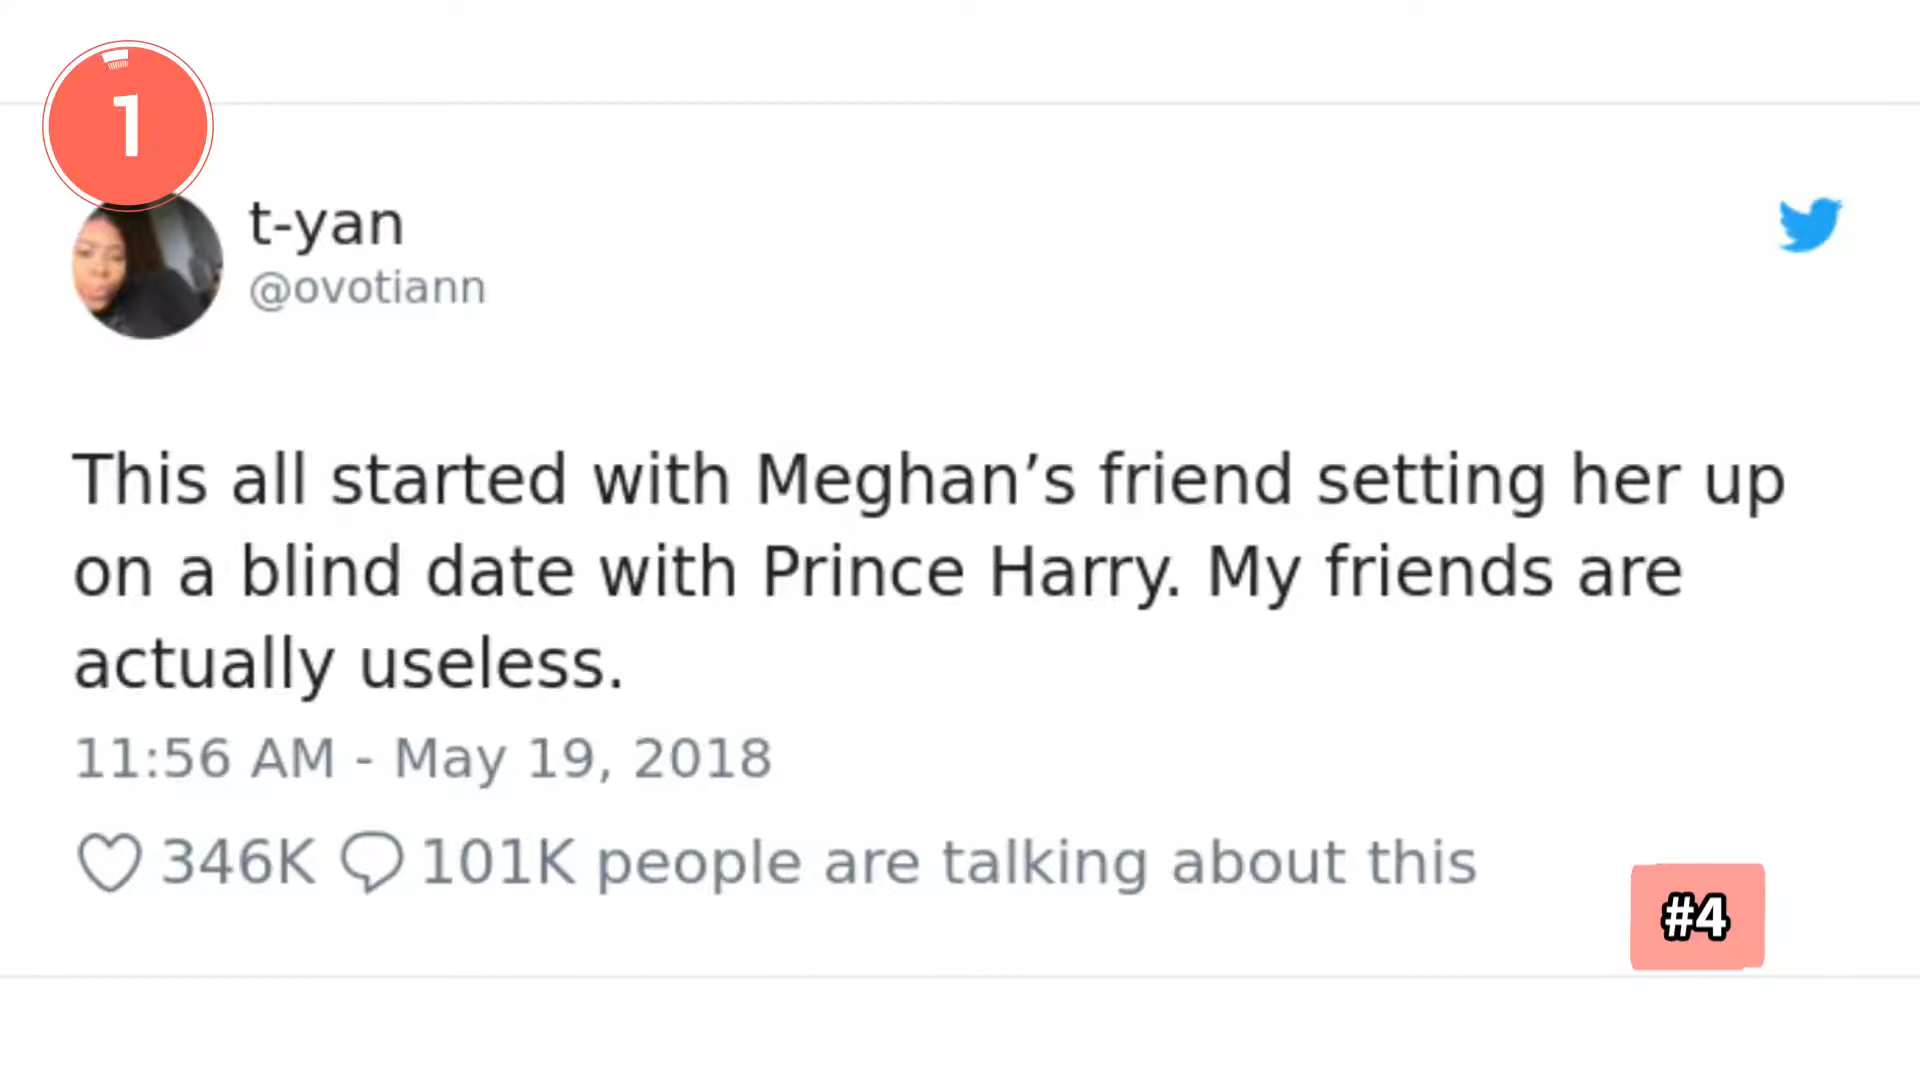 1
t-yan
@ovotiann
This all started with Meghan’s friend setting her up
on a blind date with Prince Harry. My friends are
actually useless.
11:56 AM - May 19, 2018
346K 101K people are talking about this
#4